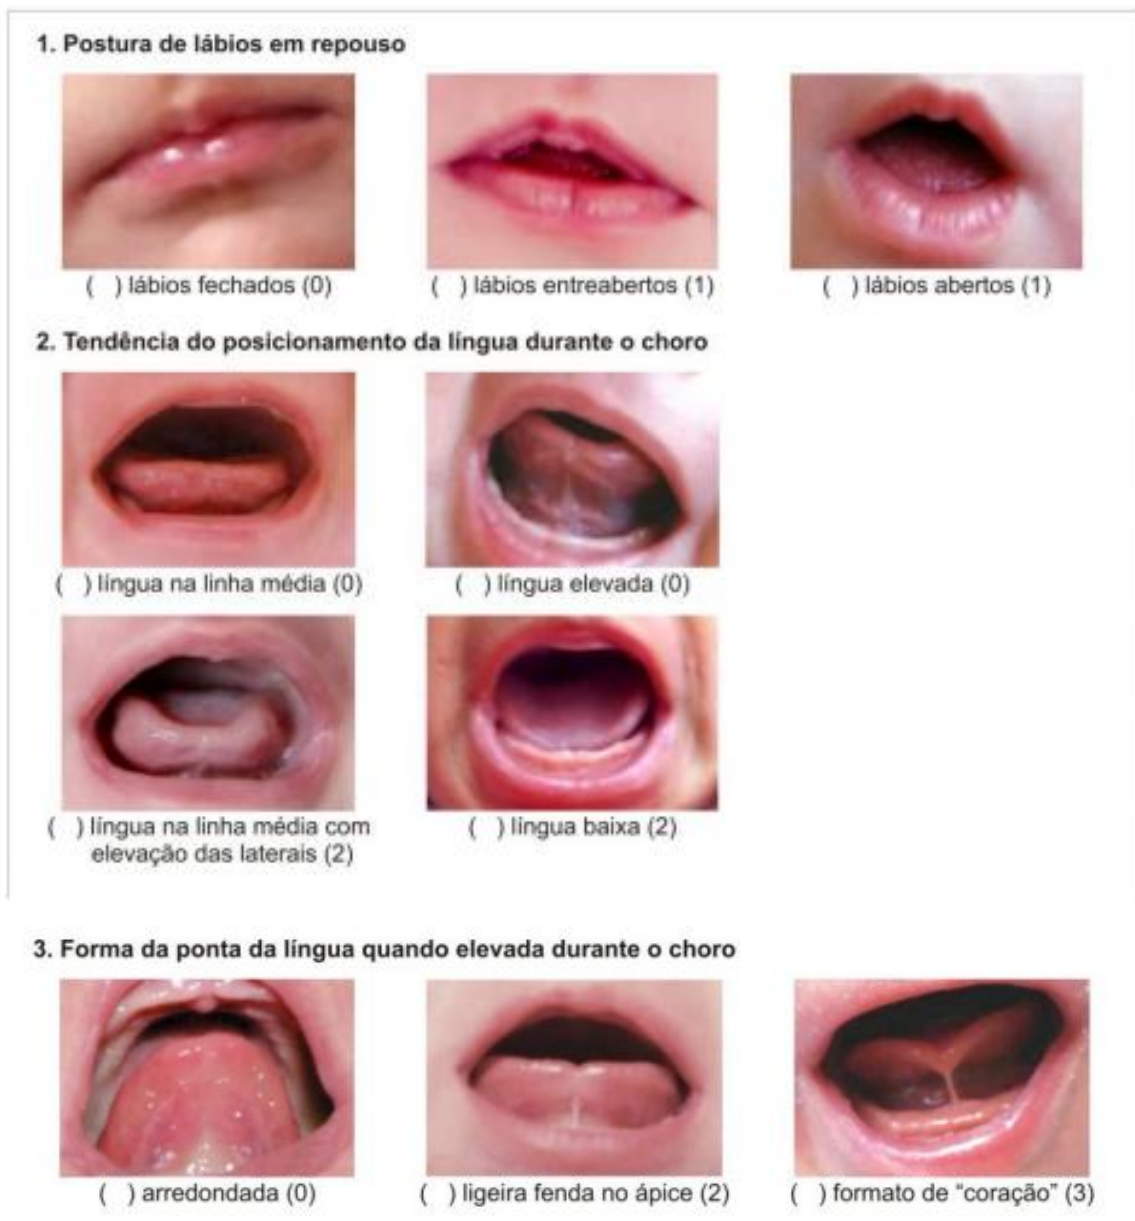 1. Postura de lábios em repouso
( ) lábios fechados (0)
( ) lábios entreabertos (1)
( ) lábios abertos (1)
2. Tendência do posicionamento da língua durante o choro
( ) língua na linha média (0)
( ) língua elevada (0)
( ) língua na linha média com
elevação das laterais (2)
( ) língua baixa (2)
3. Forma da ponta da língua quando elevada durante o choro
( ) arredondada (0)
( ) ligeira fenda no ápice (2)
( ) formato de “coração” (3)